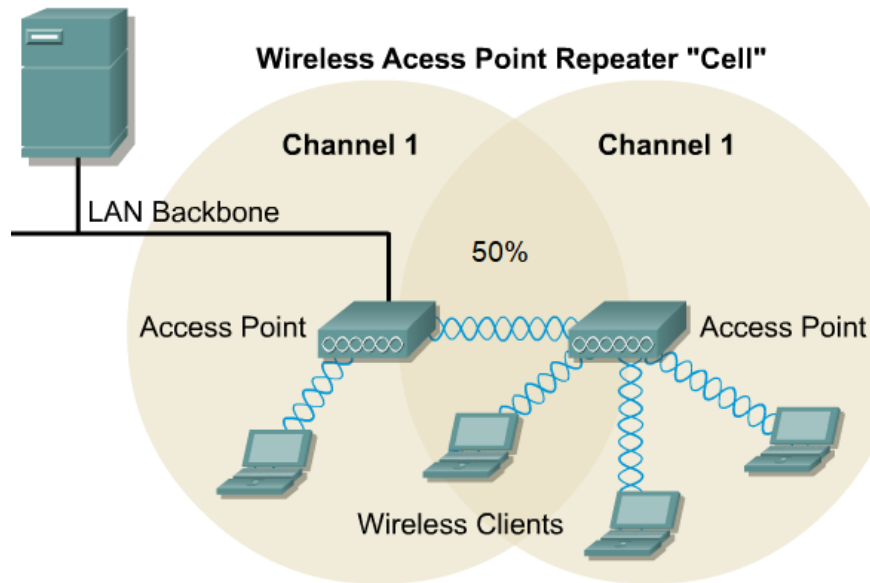 Wireless Acess Point Repeater "Cell"
Channel 1
Channel 1
LAN Backbone
50%
Access Point
Access Point
Wireless Clients